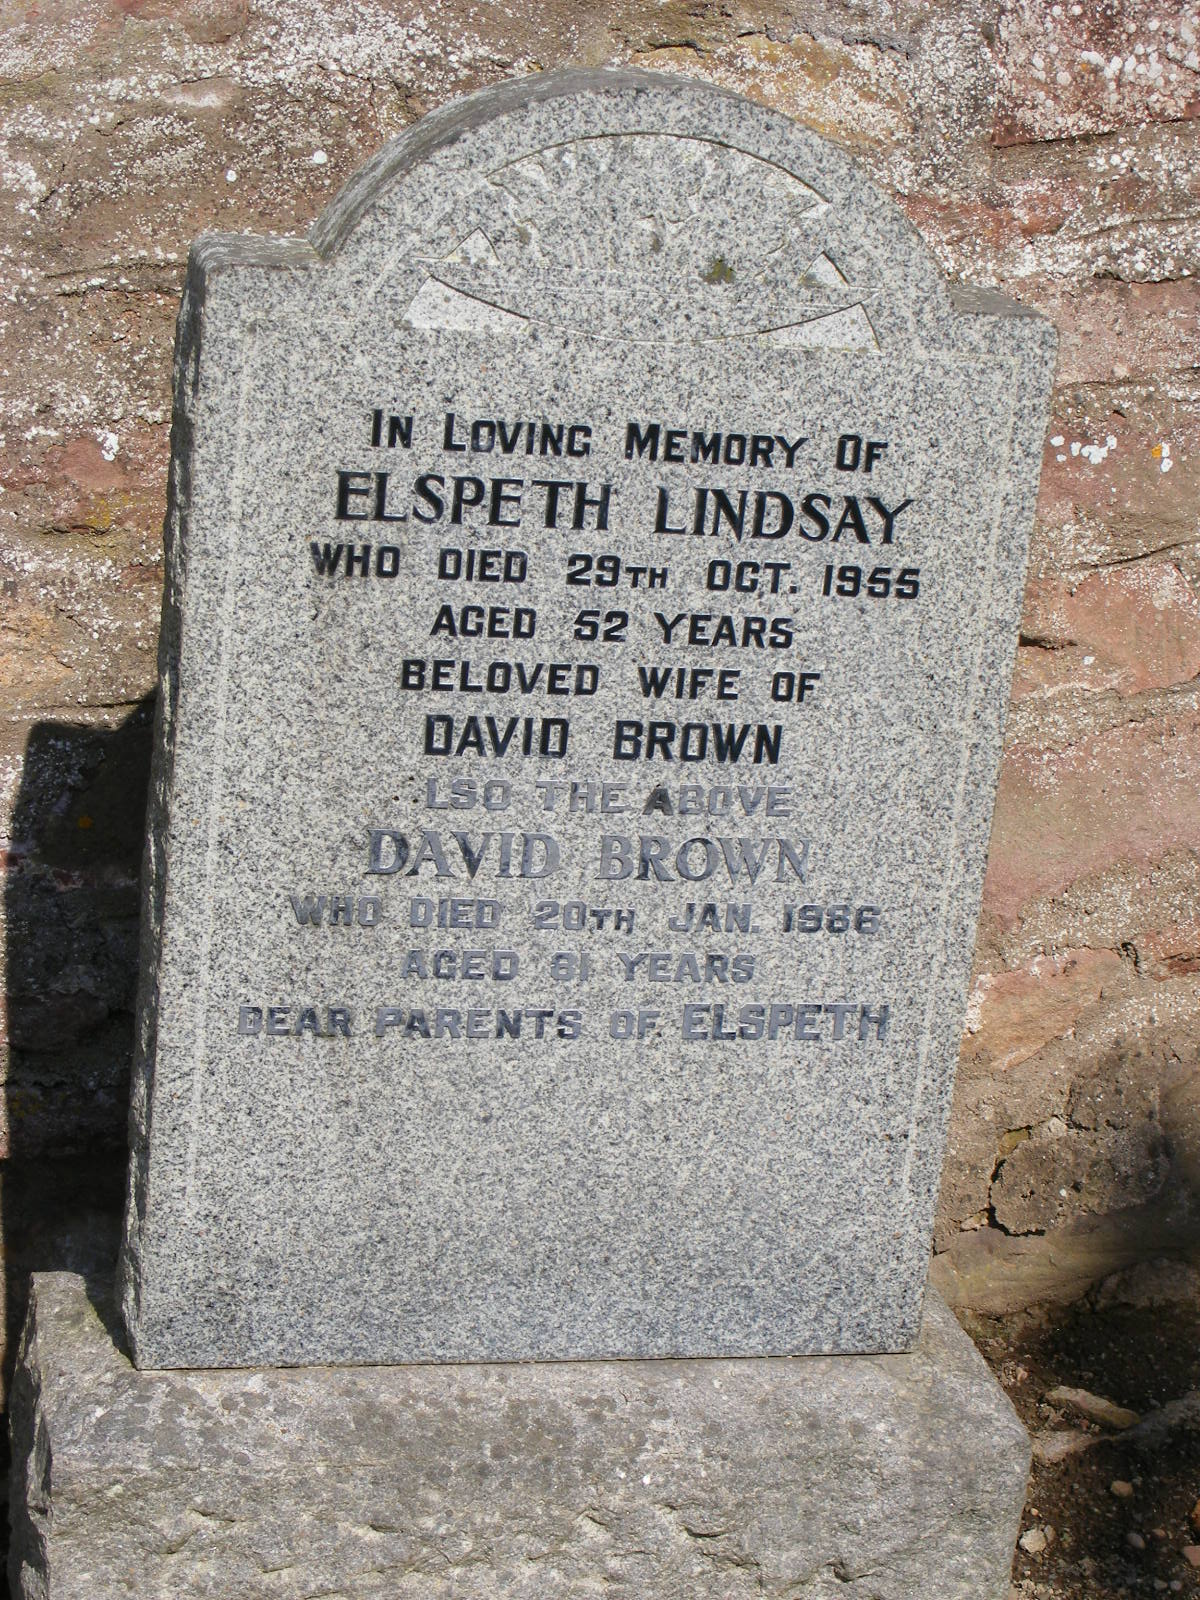 IN LOVING MEMORY OF
ELSPETH LINDSAY
WHO DIED 29TH OCT. 1955
AGED 52 YEARS
BELOVED WIFE OF
DAVID BROWN
LSO THE ABOVE
DAVID BROWN
WHO DIED 20TH JAN. 1986
AGED 81 YEARS
DEAR PARENTS OF ELSPETH